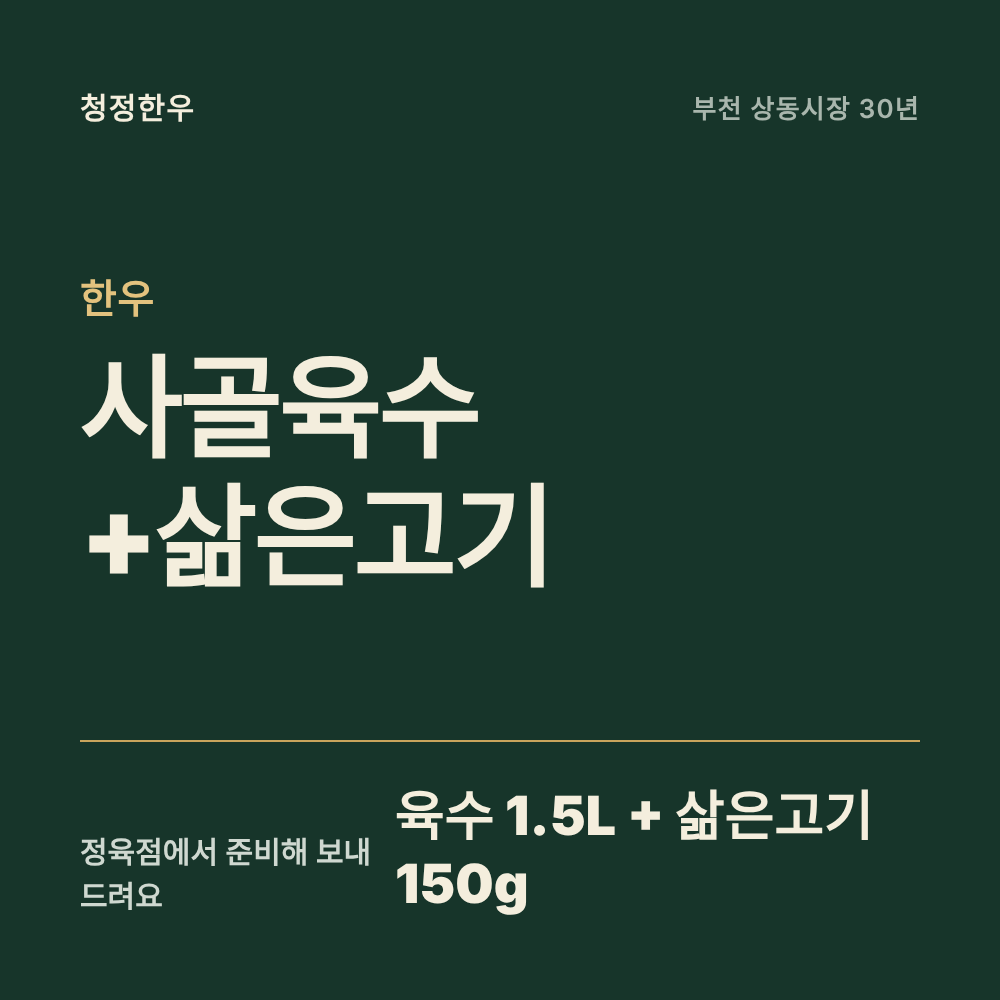 청정한우
부천 상동시장 30년
한우
사골육수
+삶은고기
정육점에서 준비해 보내
드려요
육수 1.5L + 삶은고기
150g